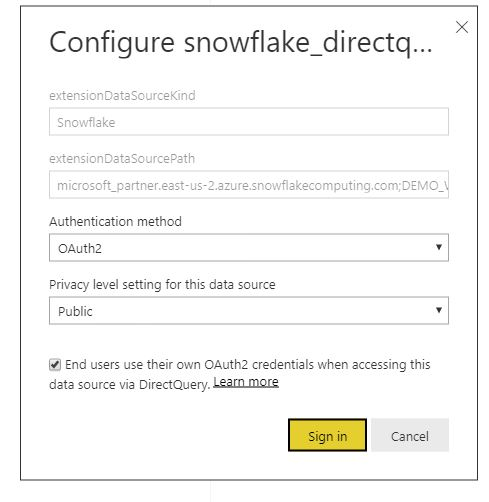 Configure snowflake_directq...
extensionDataSourceKind
Snowflake
extensionDataSourcePath
microsoft_partner.east-us-2.azure.snowflakecomputing.com;DEMO_
Authentication method
OAuth2
Privacy level setting for this data source
Public
End users use their own OAuth2 credentials when accessing this
data source via DirectQuery. Learn more
Sign in Cancel